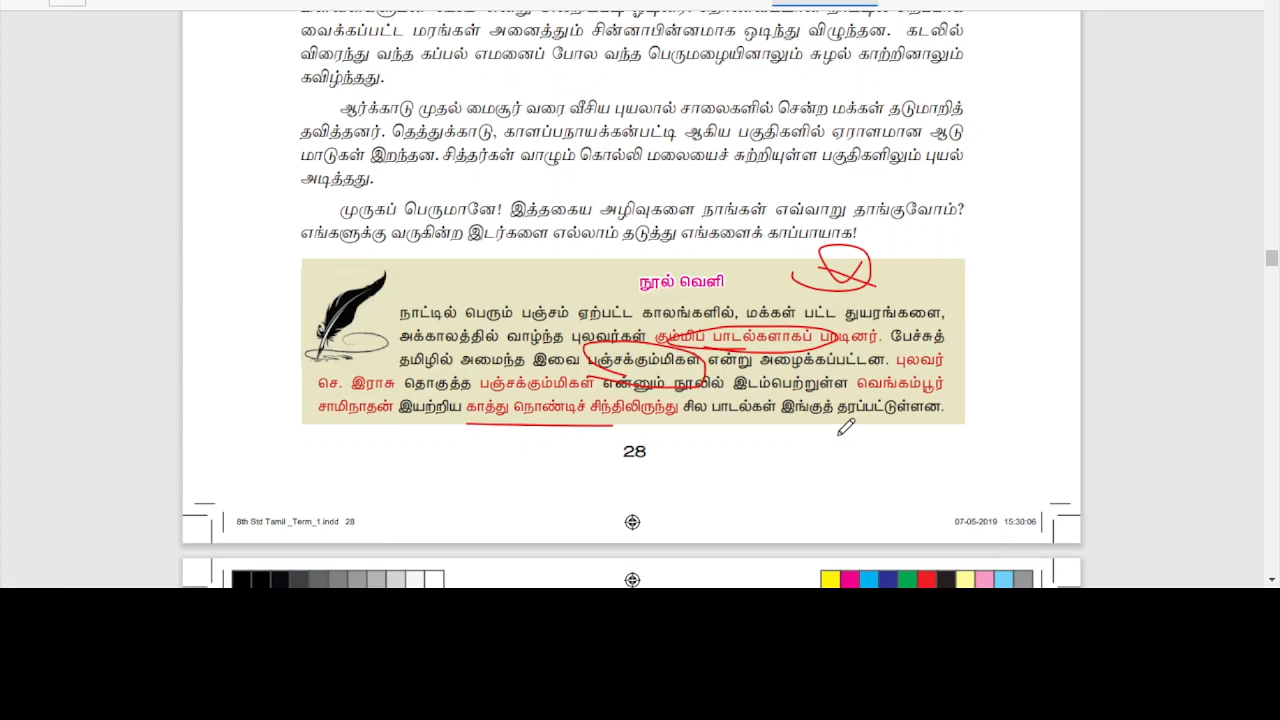 வைக்கப்பட்ட மரங்கள் அனைத்தும் சின்னாபின்னமாக ஒடிந்து விழுந்தன. கடலில்
விரைந்து வந்த கப்பல் எமனைப் போல வந்த பெருமழையினாலும் சுழல் காற்றினாலும்
கவிழ்ந்தது.
ஆர்க்காடு முதல் மைசூர் வரை வீசிய புயலால் சாலைகளில் சென்ற மக்கள் தடுமாறித்
தவித்தனர். தெத்துக்காடு, காளப்பநாயக்கன்பட்டி ஆகிய பகுதிகளில் ஏராளமான ஆடு
மாடுகள் இறந்தன. சித்தர்கள் வாழும் கொல்லி மலையைச் சுற்றியுள்ள பகுதிகளிலும் புயல்
அடித்தது.
முருகப் பெருமானே! இத்தகைய அழிவுகளை நாங்கள் எவ்வாறு தாங்குவோம்?
எங்களுக்கு வருகின்ற இடர்களை எல்லாம் தடுத்து எங்களைக் காப்பாயாக!
நூல் வெளி
நாட்டில் பெரும் பஞ்சம் ஏற்பட்ட காலங்களில், மக்கள் பட்ட துயரங்களை,
அக்காலத்தில் வாழ்ந்த புலவர்கள் கும்மிப் பாடல்களாகப் பாடினர். பேச்சுத்
தமிழில் அமைந்த இவை பஞ்சக்கும்மிகள் என்று அழைக்கப்பட்டன. புலவர்
செ. இராசு தொகுத்த பஞ்சக்கும்மிகள் என்னும் நூலில் இடம்பெற்றுள்ள வெங்கம்பூர்
சாமிநாதன் இயற்றிய காத்து நொண்டிச் சிந்திலிருந்து சில பாடல்கள் இங்குத் தரப்பட்டுள்ளன.
28
8th Std Tamil _Term_1.indd 28 07-05-2019 15:30:06